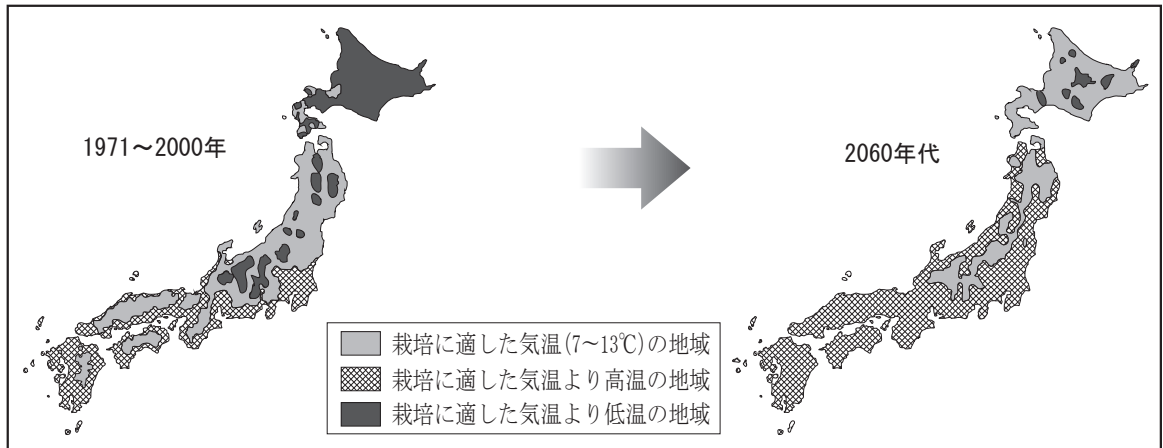 1971〜2000年
2060年代
栽培に適した気温(7〜13℃)の地域
栽培に適した気温より高温の地域
栽培に適した気温より低温の地域